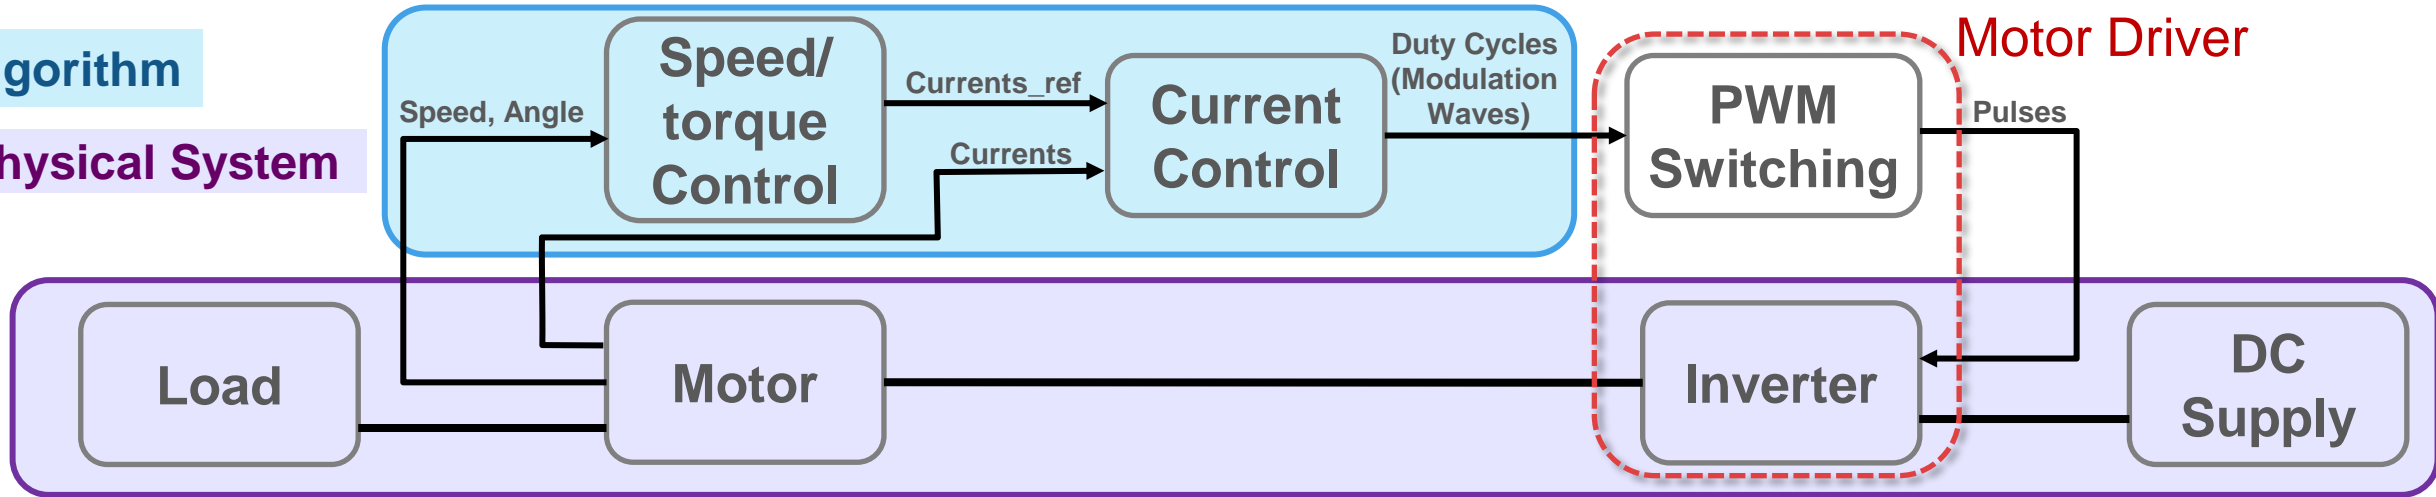 gorithm
hysical System
Speed, Angle
Speed/
torque
Control
Currents_ref
Currents
Current
Control
Duty Cycles
(Modulation
Waves)
PWM
Switching
Motor Driver
Pulses
Load
Motor
Inverter
DC
Supply